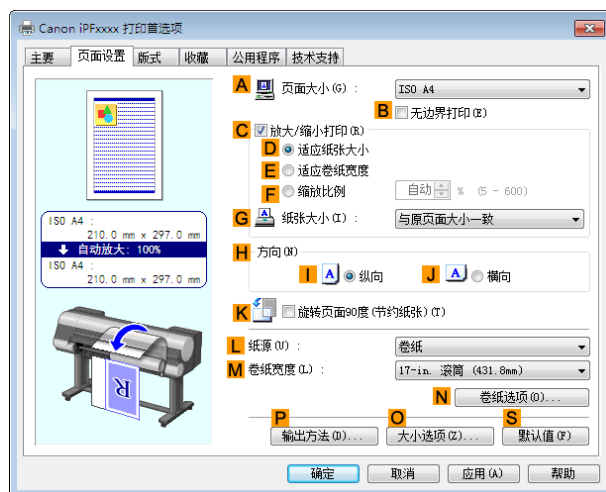 Canon iPFxxxx 打印首选项
主要 页面设置 版式 收藏 公用程序 技术支持
A 页面大小(G) : ISO A4
B 无边界打印(E)
C 放大/缩小打印(R)
D 适应纸张大小
E 适应卷纸宽度
F 缩放比例 自动 % (5 - 600)
G 纸张大小(I) : 与原页面大小一致
ISO A4 :
210.0 mm x 297.0 mm
自动放大: 100%
ISO A4 :
210.0 mm x 297.0 mm
H 方向(N)
I A 纵向 J A 横向
K 旋转页面90度(节约纸张)(T)
L 纸源(U) : 卷纸
M 卷纸宽度(L) : 17-in. 滚筒 (431.8mm)
R
N 卷纸选项(O)...
P O S
输出方法(D)... 大小选项(Z)... 默认值(F)
确定 取消 应用(A) 帮助